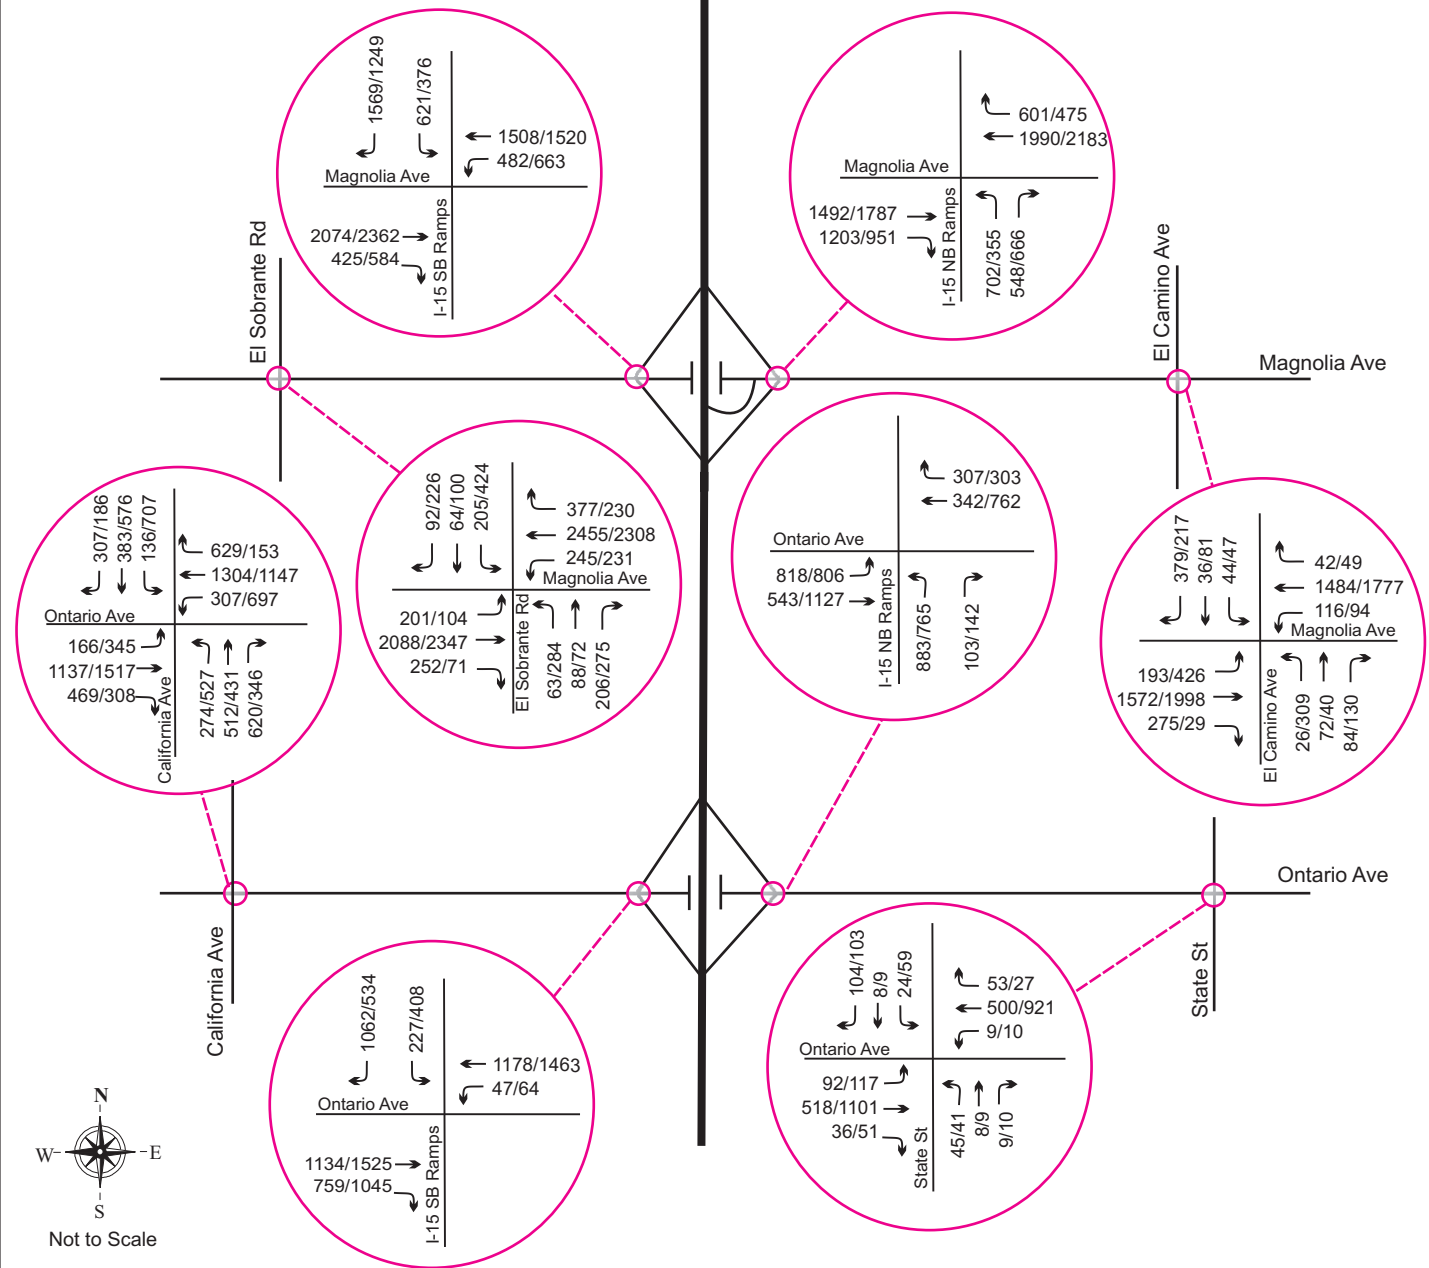 1569/1249
621/376
1508/1520
482/663
Magnolia Ave
2074/2362
425/584
I-15 SB Ramps
601/475
1990/2183
Magnolia Ave
1492/1787
1203/951
I-15 NB Ramps
702/355
548/666
El Sobrante Rd
El Camino Ave
Magnolia Ave
307/186
383/576
136/707
629/153
1304/1147
307/697
Ontario Ave
166/345
1137/1517
469/308
California Ave
274/527
512/431
620/346
92/226
64/100
205/424
377/230
2455/2308
245/231
Magnolia Ave
201/104
2088/2347
252/71
El Sobrante Rd
63/284
88/72
206/275
307/303
342/762
Ontario Ave
818/806
543/1127
I-15 NB Ramps
883/765
103/142
379/217
36/81
44/47
42/49
1484/1777
116/94
Magnolia Ave
193/426
1572/1998
275/29
El Camino Ave
26/309
72/40
84/130
Ontario Ave
California Ave
State St
1062/534
227/408
1178/1463
47/64
Ontario Ave
1134/1525
759/1045
I-15 SB Ramps
104/103
8/9
24/59
53/27
500/921
9/10
Ontario Ave
92/117
518/1101
36/51
State St
45/41
8/9
9/10
N
W
E
S
Not to Scale